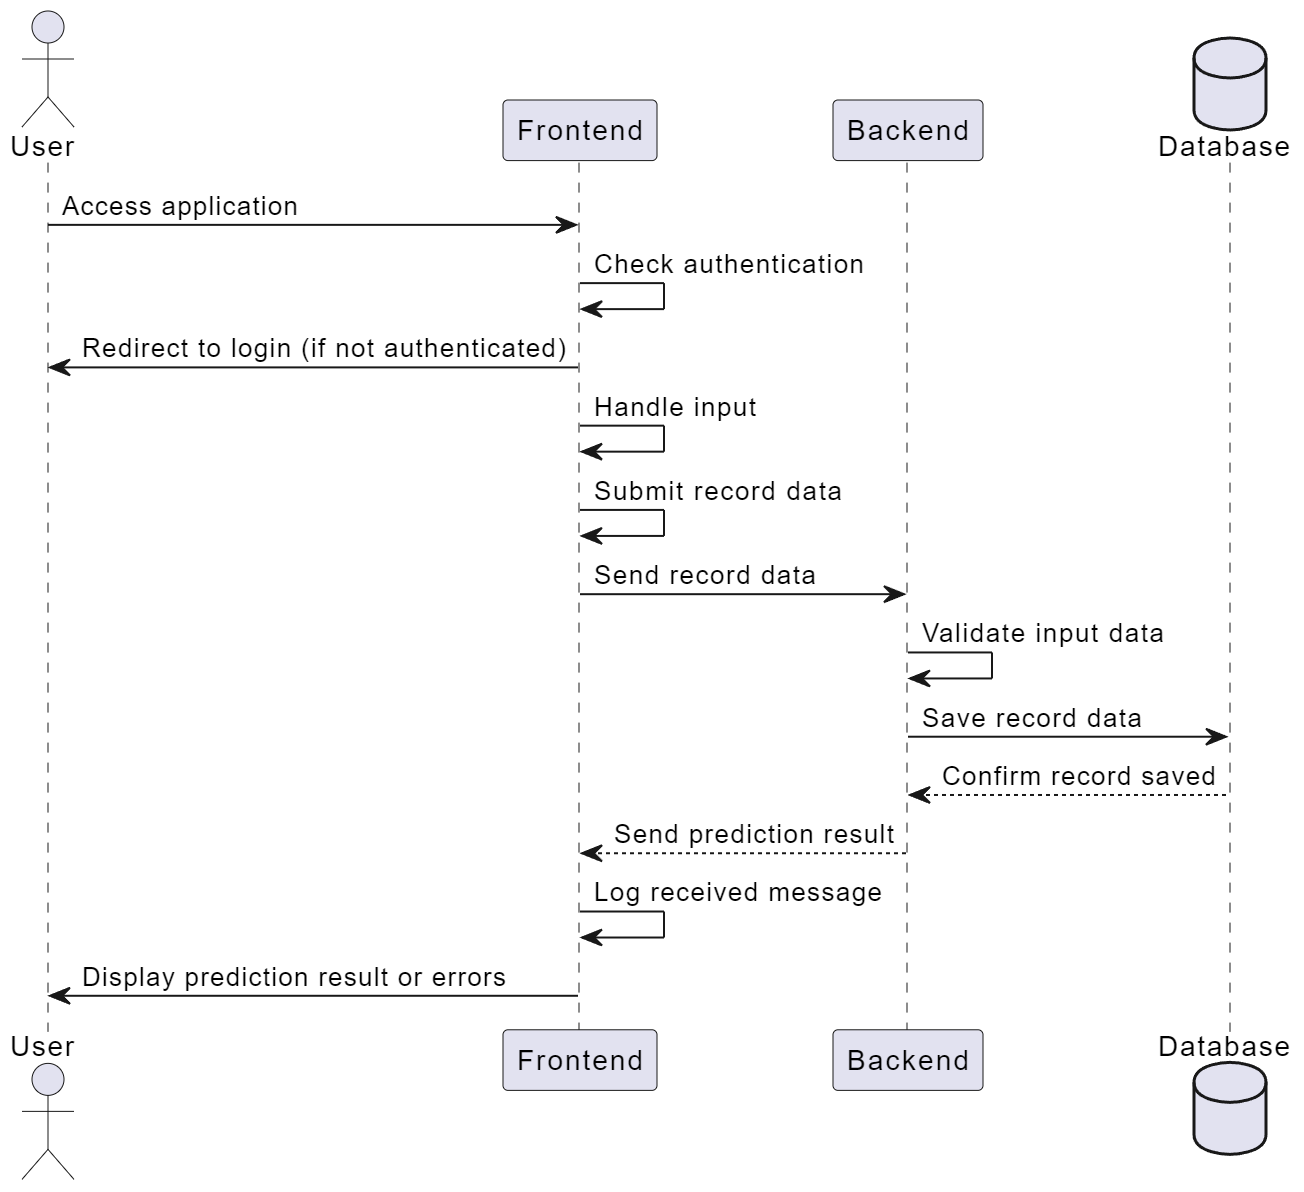 User
Frontend
Backend
Database
Access application
Check authentication
Redirect to login (if not authenticated)
Handle input
Submit record data
Send record data
Validate input data
Save record data
Confirm record saved
Send prediction result
Log received message
Display prediction result or errors
User
Frontend
Backend
Database